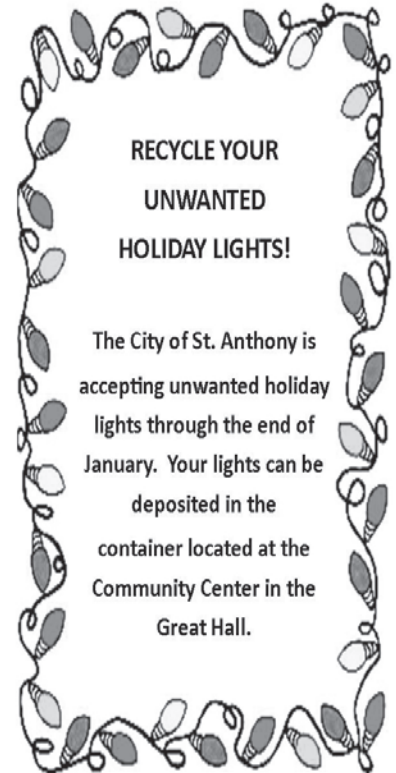 RECYCLE YOUR
UNWANTED
HOLIDAY LIGHTS!
The City of St. Anthony is
accepting unwanted holiday
lights through the end of
January.  Your lights can be
deposited in the
container located at the
Community Center in the
Great Hall.